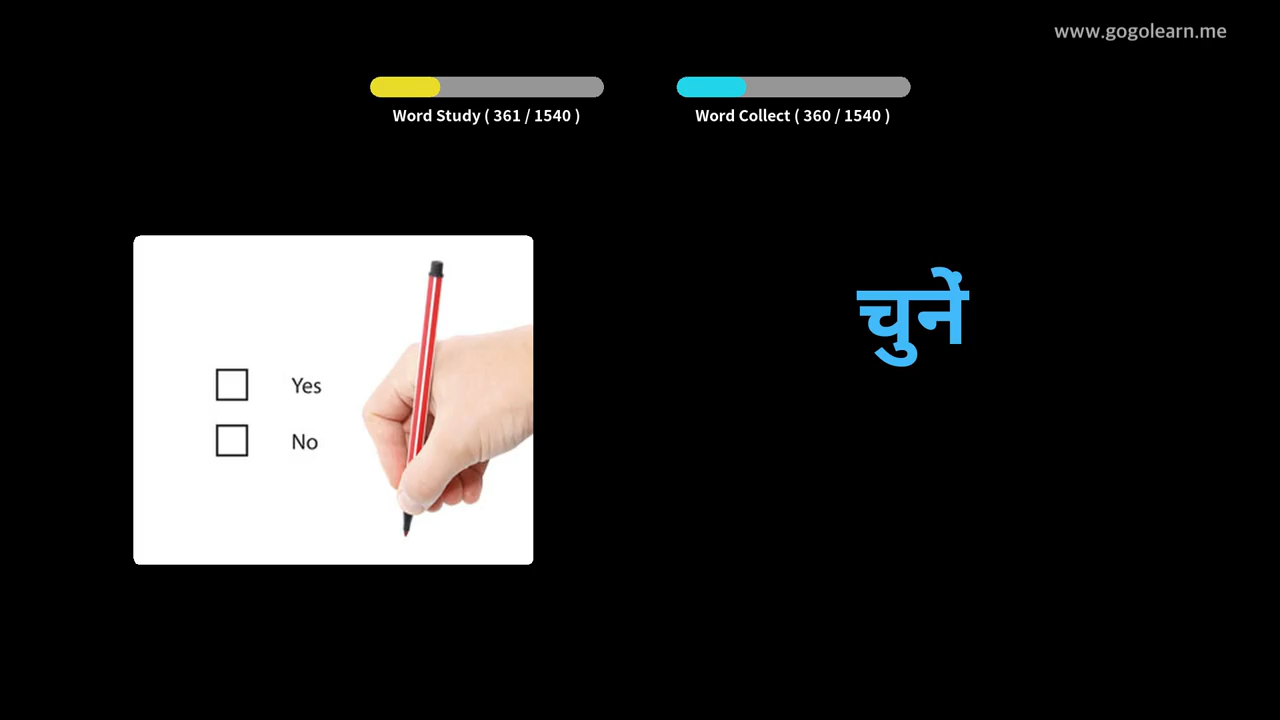 www.gogolearn.me
Word Study ( 361 / 1540 )
Word Collect ( 360 / 1540 )
Yes
No
चुनें